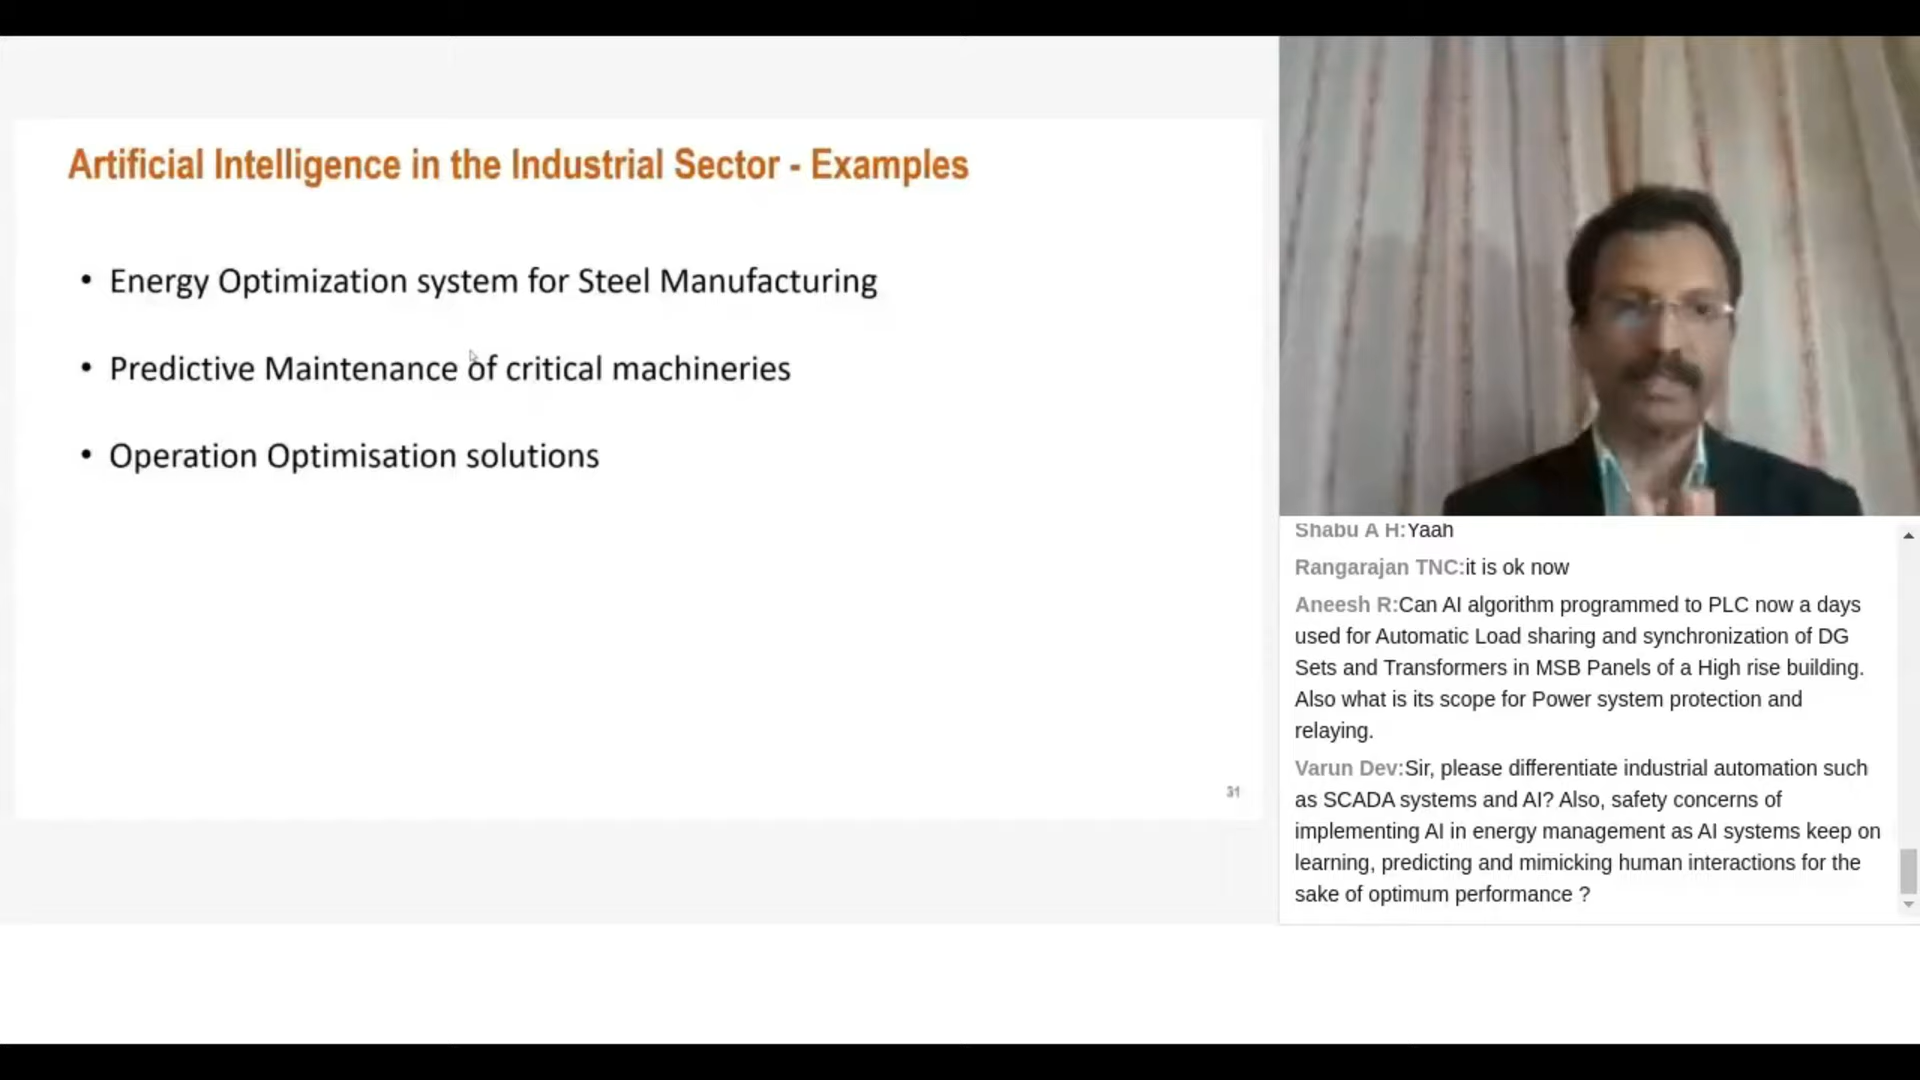 Artificial Intelligence in the Industrial Sector - Examples
• Energy Optimization system for Steel Manufacturing
• Predictive Maintenance of critical machineries
• Operation Optimisation solutions
31
Shabu A H:Yaah
Rangarajan TNC:it is ok now
Aneesh R:Can AI algorithm programmed to PLC now a days
used for Automatic Load sharing and synchronization of DG
Sets and Transformers in MSB Panels of a High rise building.
Also what is its scope for Power system protection and
relaying.
Varun Dev:Sir, please differentiate industrial automation such
as SCADA systems and AI? Also, safety concerns of
implementing AI in energy management as AI systems keep on
learning, predicting and mimicking human interactions for the
sake of optimum performance ?